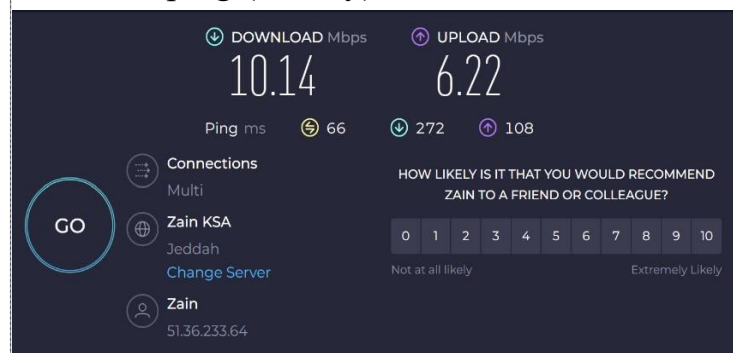 DOWNLOAD Mbps UPLOAD Mbps
10.14 6.22
Ping ms 66 272 108
Connections
Multi
Zain KSA
Jeddah
Change Server
Zain
51.36.233.64
GO
HOW LIKELY IS IT THAT YOU WOULD RECOMMEND
ZAIN TO A FRIEND OR COLLEAGUE?
0 1 2 3 4 5 6 7 8 9 10
Not at all likely Extremely Likely